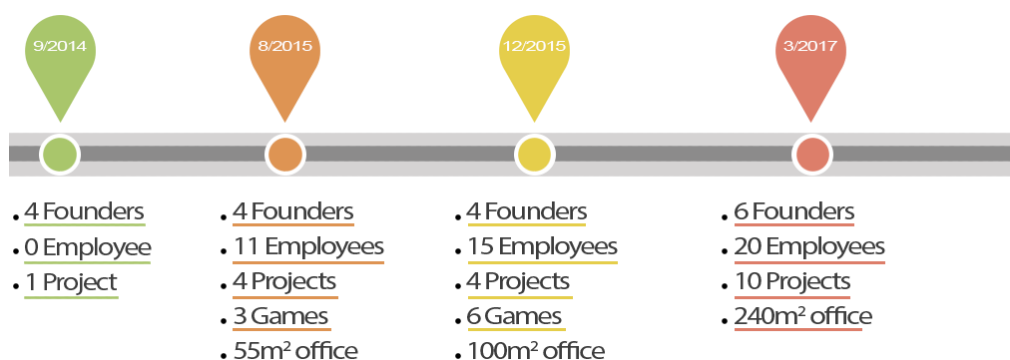 9/2014
8/2015
12/2015
3/2017
. 4 Founders
. 0 Employee
. 1 Project
. 4 Founders
. 11 Employees
. 4 Projects
. 3 Games
. 55m² office
. 4 Founders
. 15 Employees
. 4 Projects
. 6 Games
. 100m² office
. 6 Founders
. 20 Employees
. 10 Projects
. 240m² office